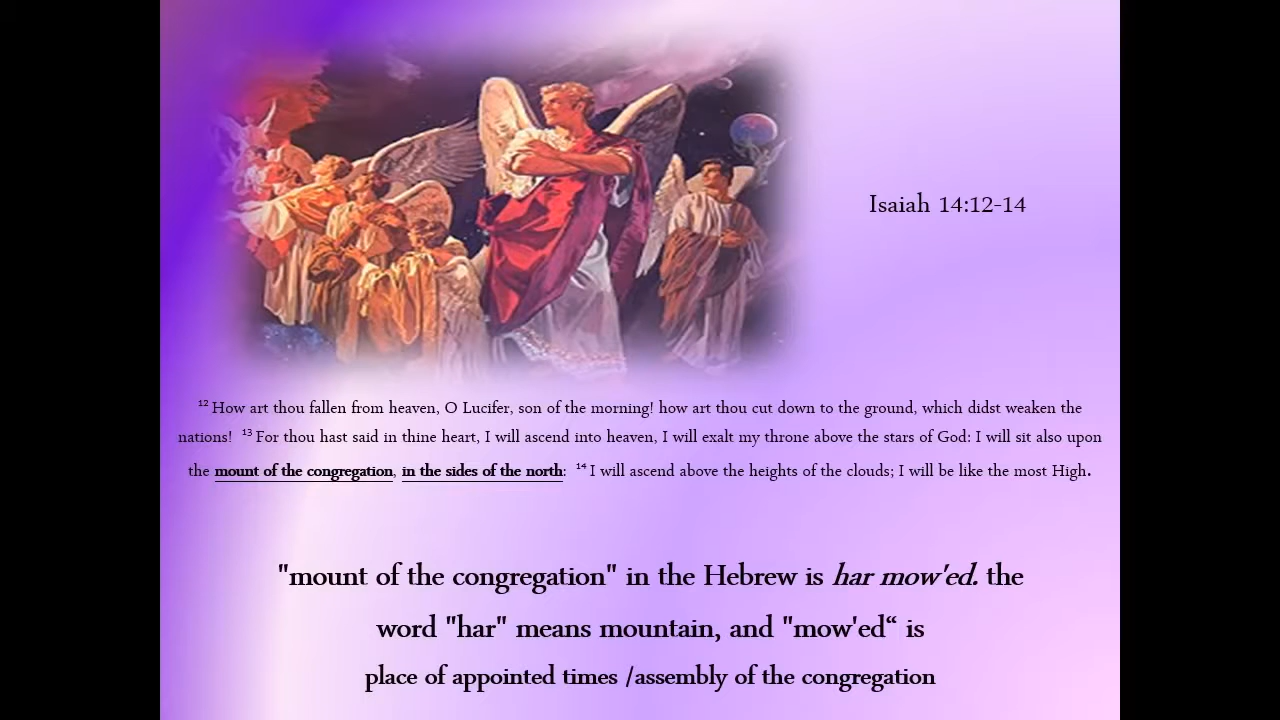 Isaiah 14:12-14
¹² How art thou fallen from heaven, O Lucifer, son of the morning! how art thou cut down to the ground, which didst weaken the
nations! ¹³ For thou hast said in thine heart, I will ascend into heaven, I will exalt my throne above the stars of God: I will sit also upon
the mount of the congregation, in the sides of the north: ¹⁴ I will ascend above the heights of the clouds; I will be like the most High.
"mount of the congregation" in the Hebrew is har mow'ed. the
word "har" means mountain, and "mow'ed“ is
place of appointed times /assembly of the congregation